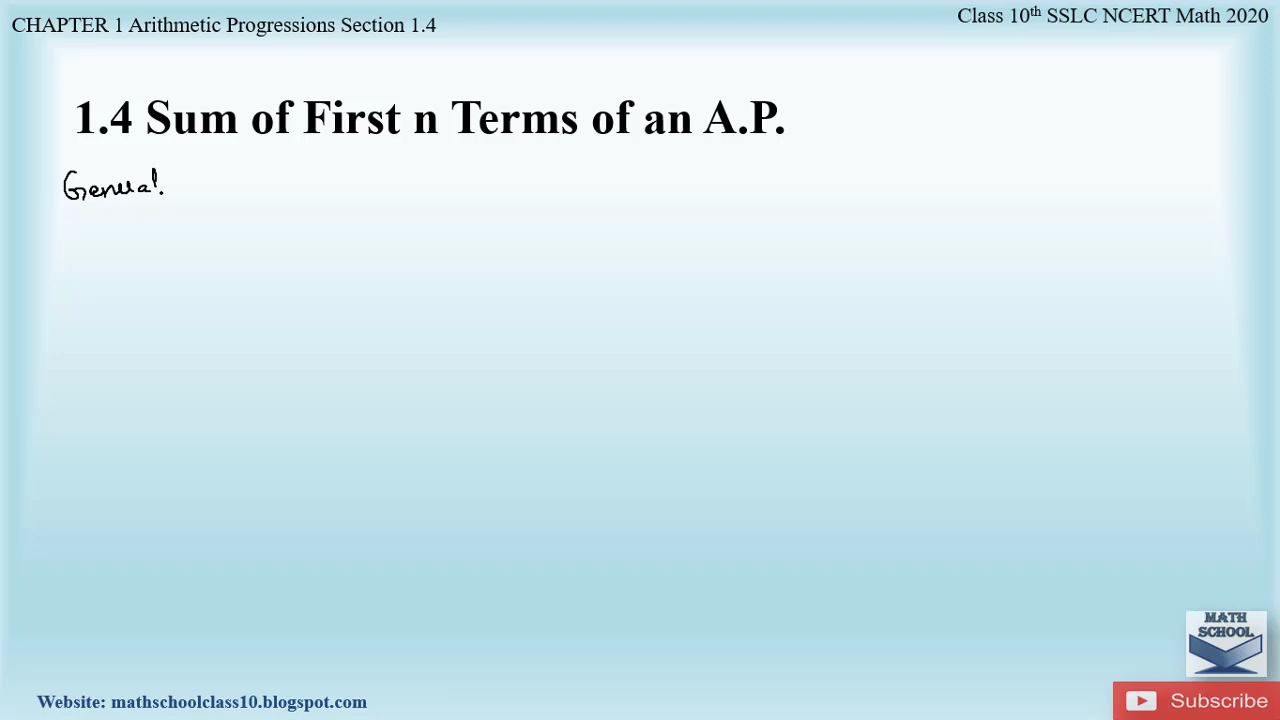 CHAPTER 1 Arithmetic Progressions Section 1.4
Class 10th SSLC NCERT Math 2020
1.4 Sum of First n Terms of an A.P.
General
MATH
SCHOOL
Website: mathschoolclass10.blogspot.com
Subscribe